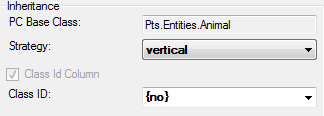 Inheritance
PC Base Class: Pts.Entities.Animal
Strategy: vertical
Class Id Column
Class ID: {no}